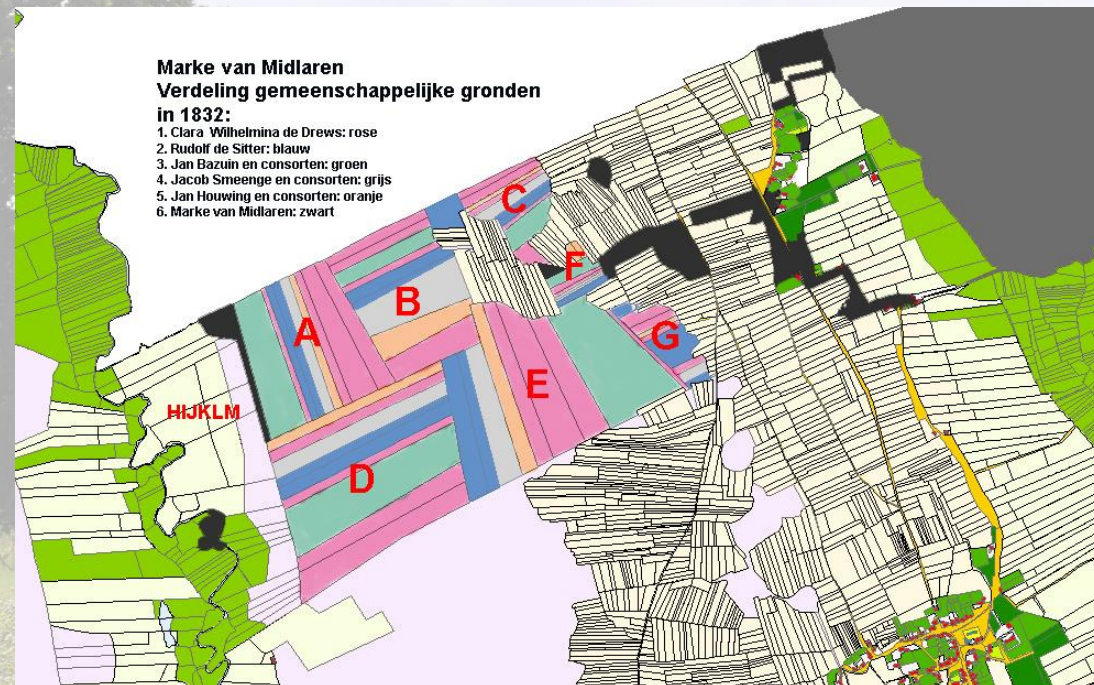 Marke van Midlaren
Verdeling gemeenschappelijke gronden
in 1832:
1. Clara Wilhelmina de Drews: rose
2. Rudolf de Sitter: blauw
3. Jan Bazuin en consorten: groen
4. Jacob Smeenge en consorten: grijs
5. Jan Houwing en consorten: oranje
6. Marke van Midlaren: zwart
C
F
B
A
G
E
HIJKLM
D